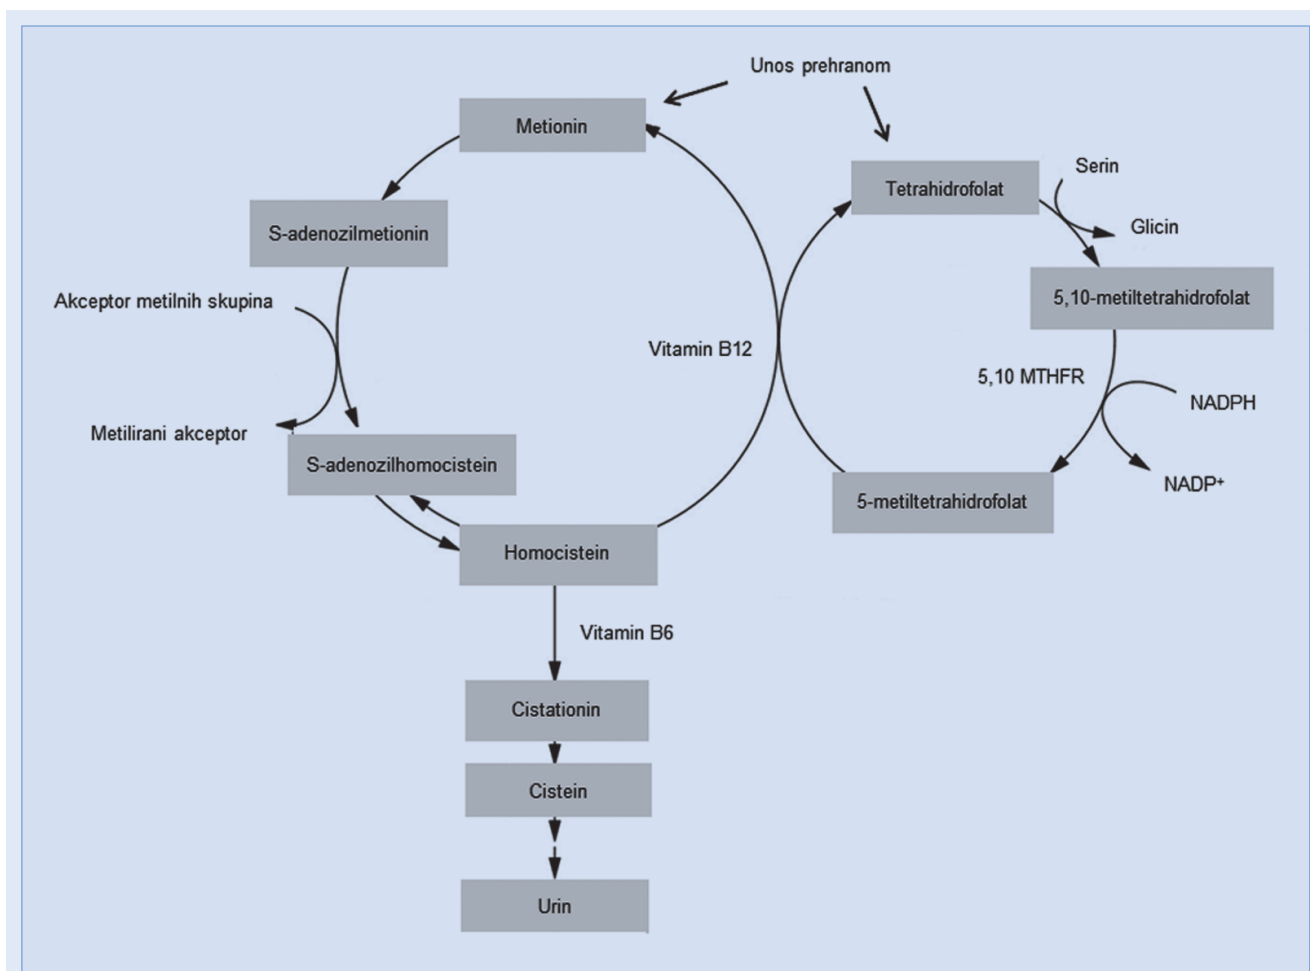 Unos prehranom
Metionin
Tetrahidrofolat
Serin
Glicin
S-adenozilmetionin
5,10-metiltetrahidrofolat
Akceptor metilnih skupina
Vitamin B12
5,10 MTHFR
NADPH
Metilirani akceptor
S-adenozilhomocistein
NADP+
5-metiltetrahidrofolat
Homocistein
Vitamin B6
Cistationin
Cistein
Urin